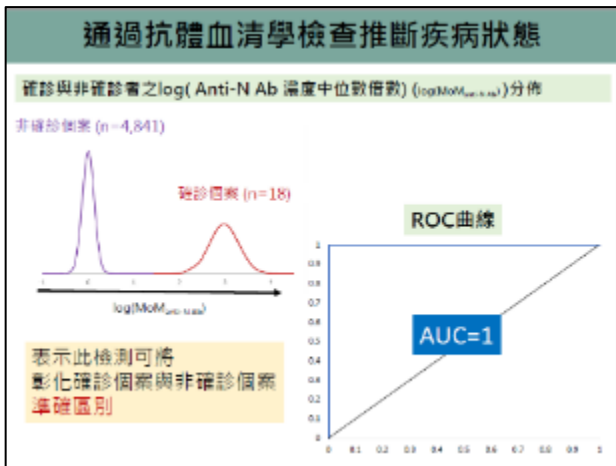 通過抗體血清學檢查推斷疾病狀態
確診與非確診者之log( Anti-N Ab 濃度中位數倍數) (log(MoM)分佈
非確診個案 (n=4,841)
確診個案 (n=18)
0
log(MoM)
表示此檢測可將
彰化確診個案與非確診個案
準確區別
ROC曲線
1
0.9
0.8
0.7
0.6
0.5
0.4
0.3
0.2
0.1
0
AUC=1
0 0.1 0.2 0.3 0.4 0.5 0.6 0.7 0.8 0.9 1